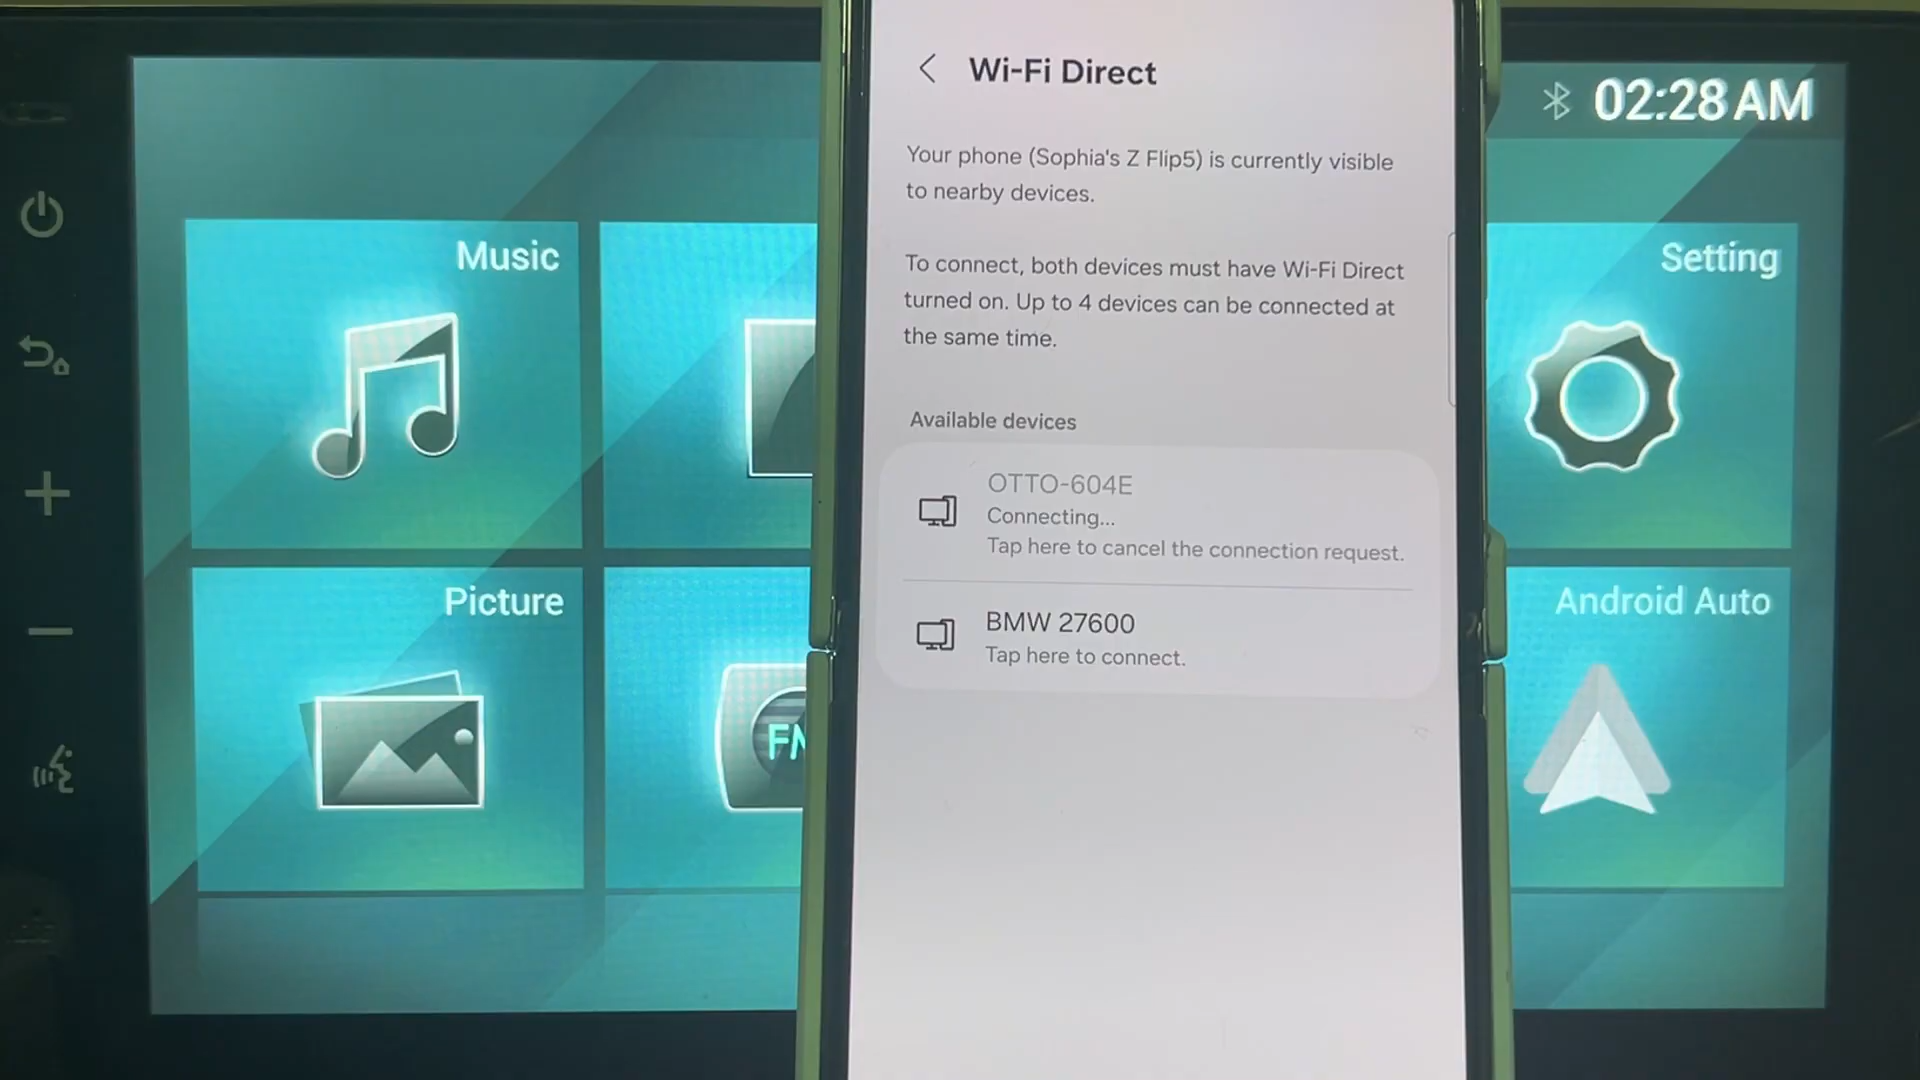 Wi-Fi Direct
02:28 AM
Your phone (Sophia's Z Flip5) is currently visible
to nearby devices.
Music
Setting
To connect, both devices must have Wi-Fi Direct
turned on. Up to 4 devices can be connected at
the same time.
Available devices
OTTO-604E
Connecting...
Tap here to cancel the connection request.
Picture
Android Auto
BMW 27600
Tap here to connect.